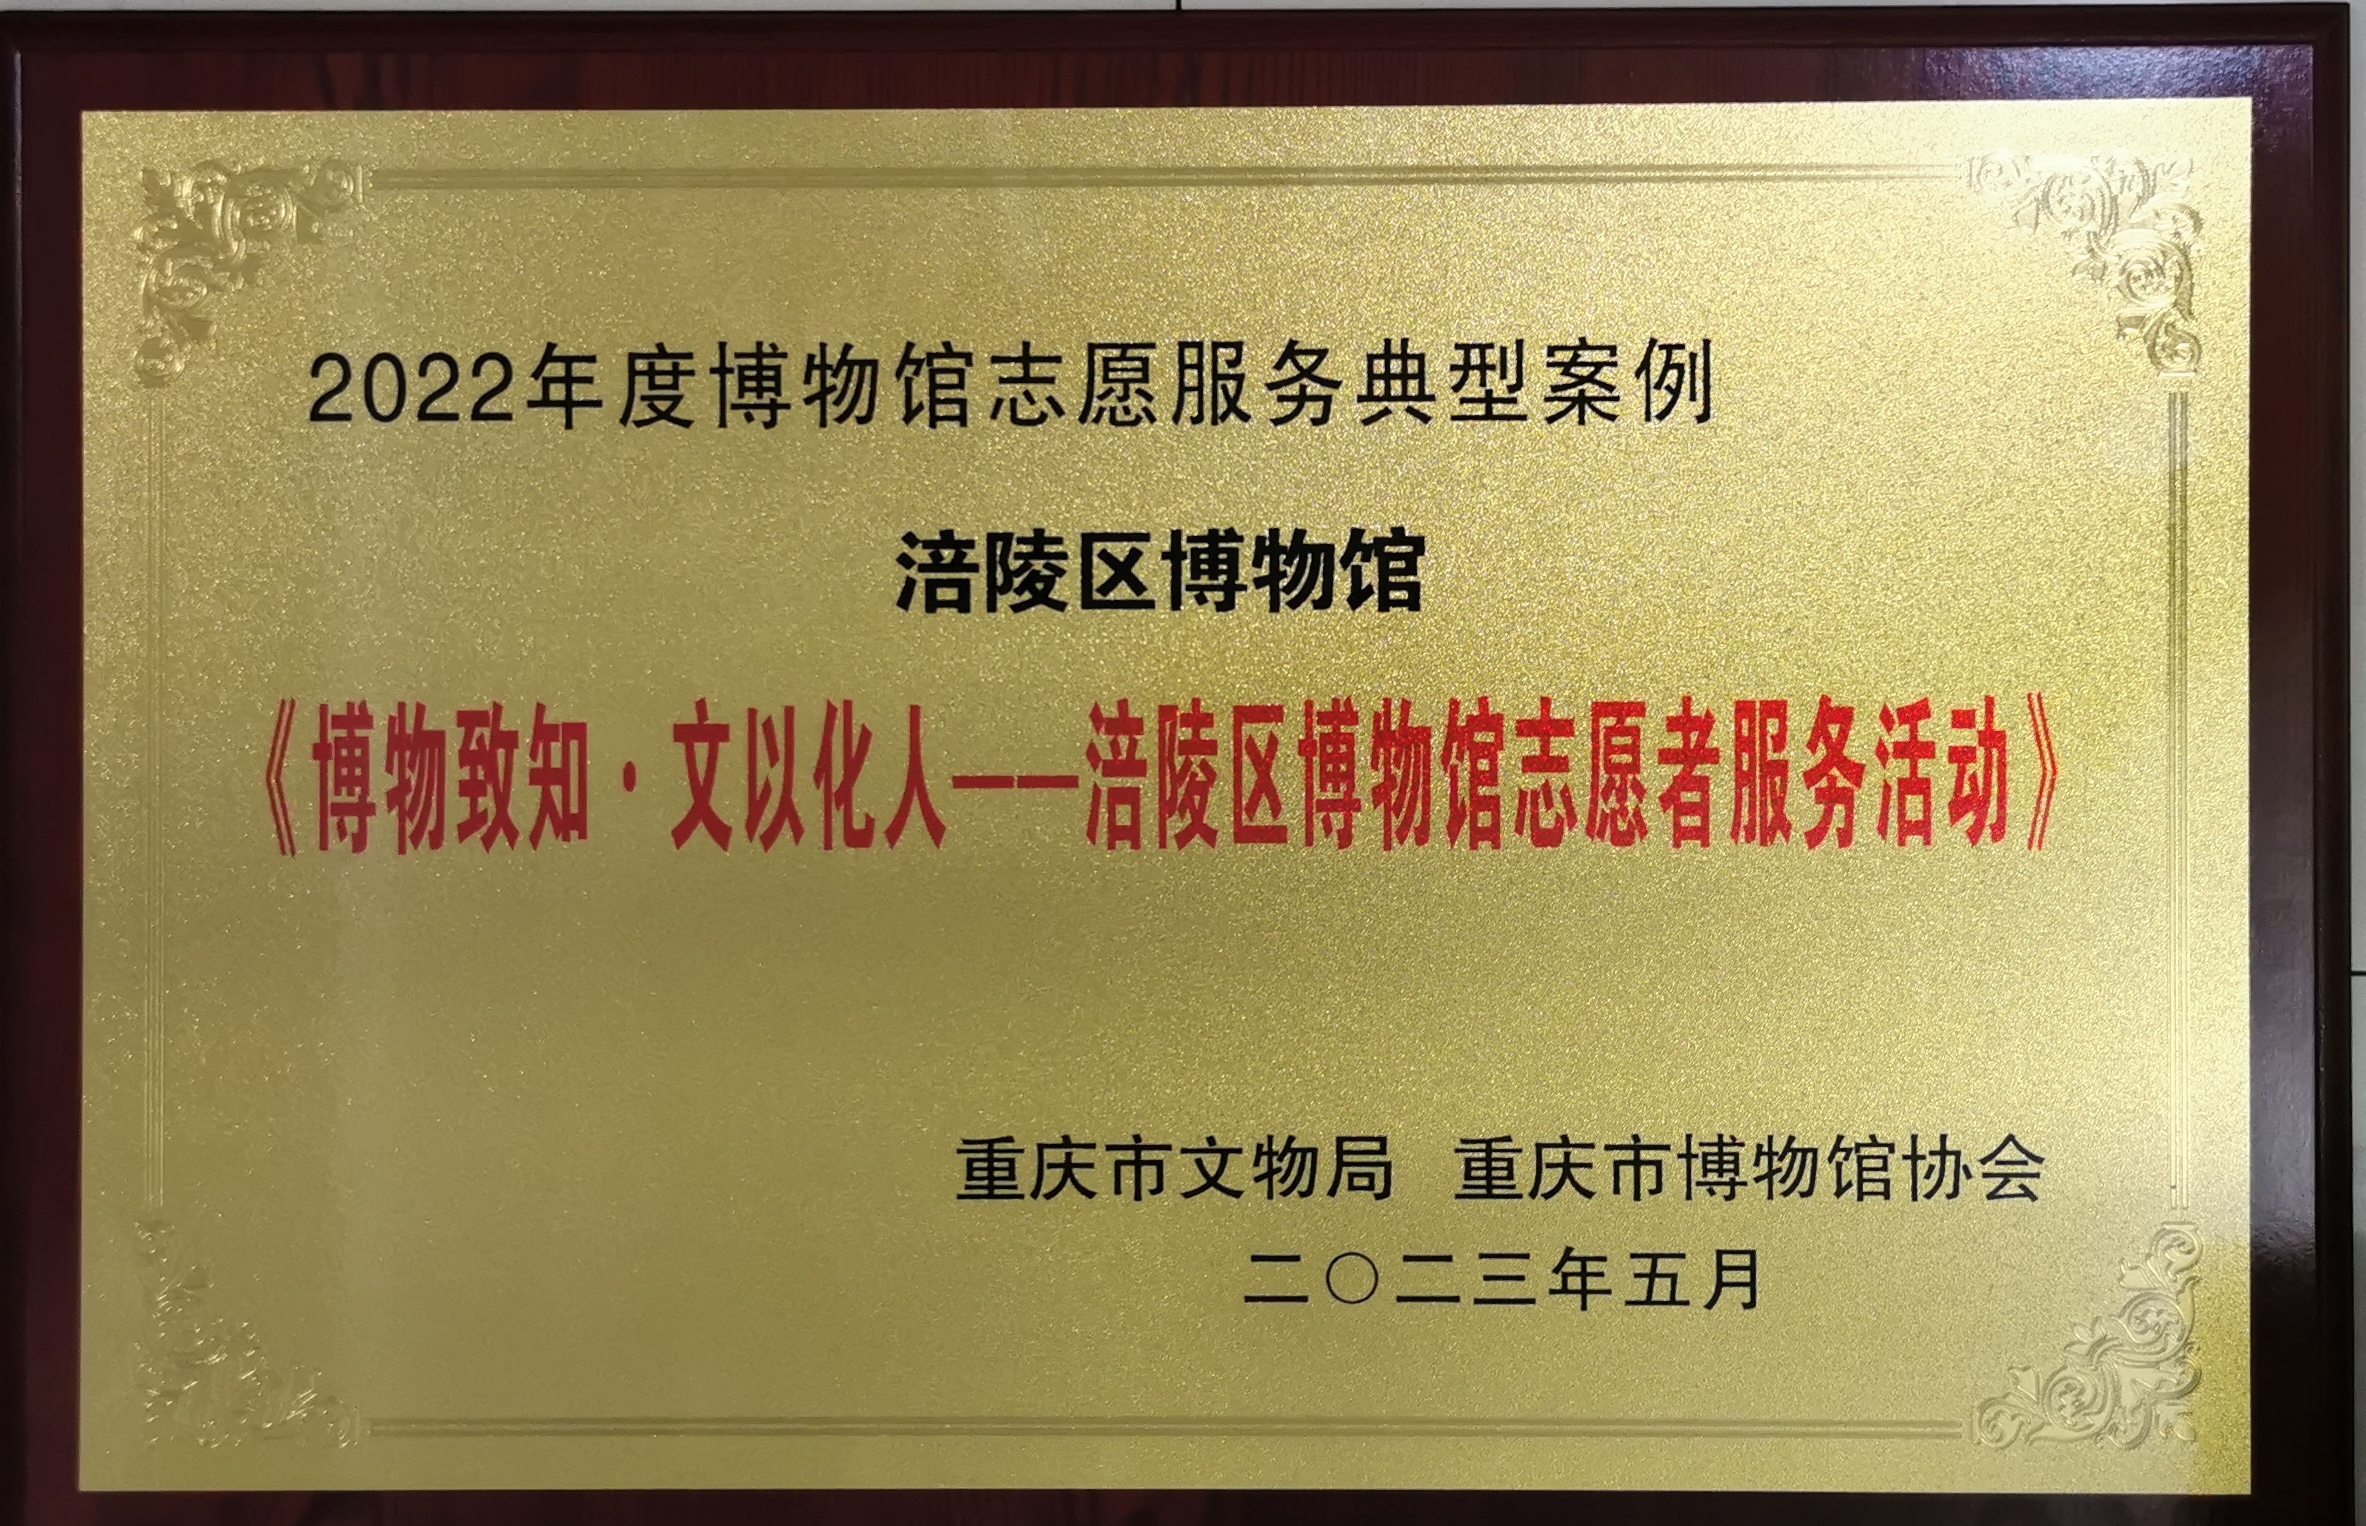 2022年度博物馆志愿服务典型案例
涪陵区博物馆
《博物致知·文以化人——涪陵区博物馆志愿者服务活动》
重庆市文物局 重庆市博物馆协会
二〇二三年五月